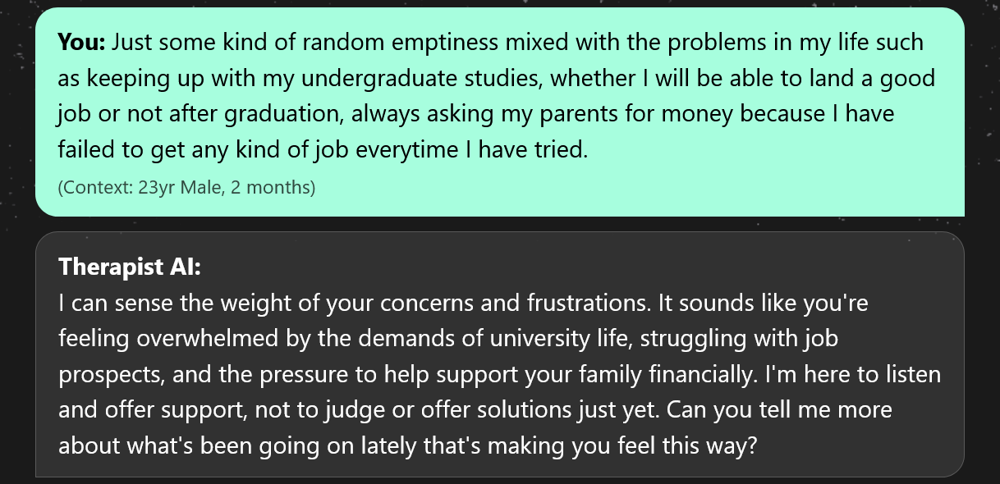 You: Just some kind of random emptiness mixed with the problems in my life such
as keeping up with my undergraduate studies, whether I will be able to land a good
job or not after graduation, always asking my parents for money because I have
failed to get any kind of job everytime I have tried.
(Context: 23yr Male, 2 months)
Therapist AI:
I can sense the weight of your concerns and frustrations. It sounds like you're
feeling overwhelmed by the demands of university life, struggling with job
prospects, and the pressure to help support your family financially. I'm here to listen
and offer support, not to judge or offer solutions just yet. Can you tell me more
about what's been going on lately that's making you feel this way?